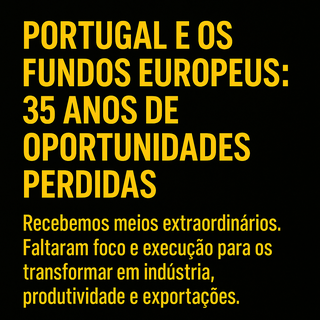 PORTUGAL E OS
FUNDOS EUROPEUS:
35 ANOS DE
OPORTUNIDADES
PERDIDAS
Recebemos meios extraordinários.
Faltaram foco e execução para os
transformar em indústria,
produtividade e exportações.